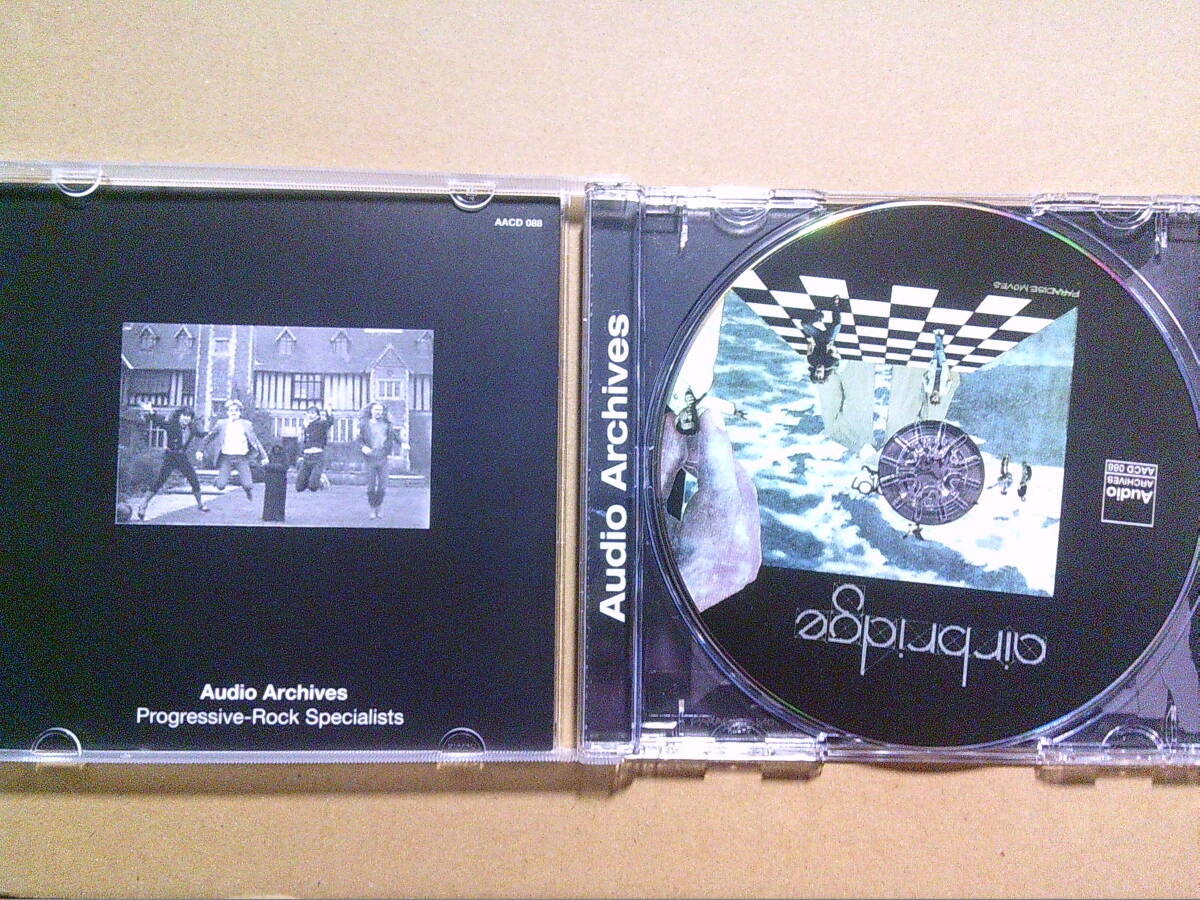 AACD 088
Audio Archives
Progressive-Rock Specialists
Audio Archives
PARADISE MOVES
Audio
ARCHIVES
AACD 088
airbridge